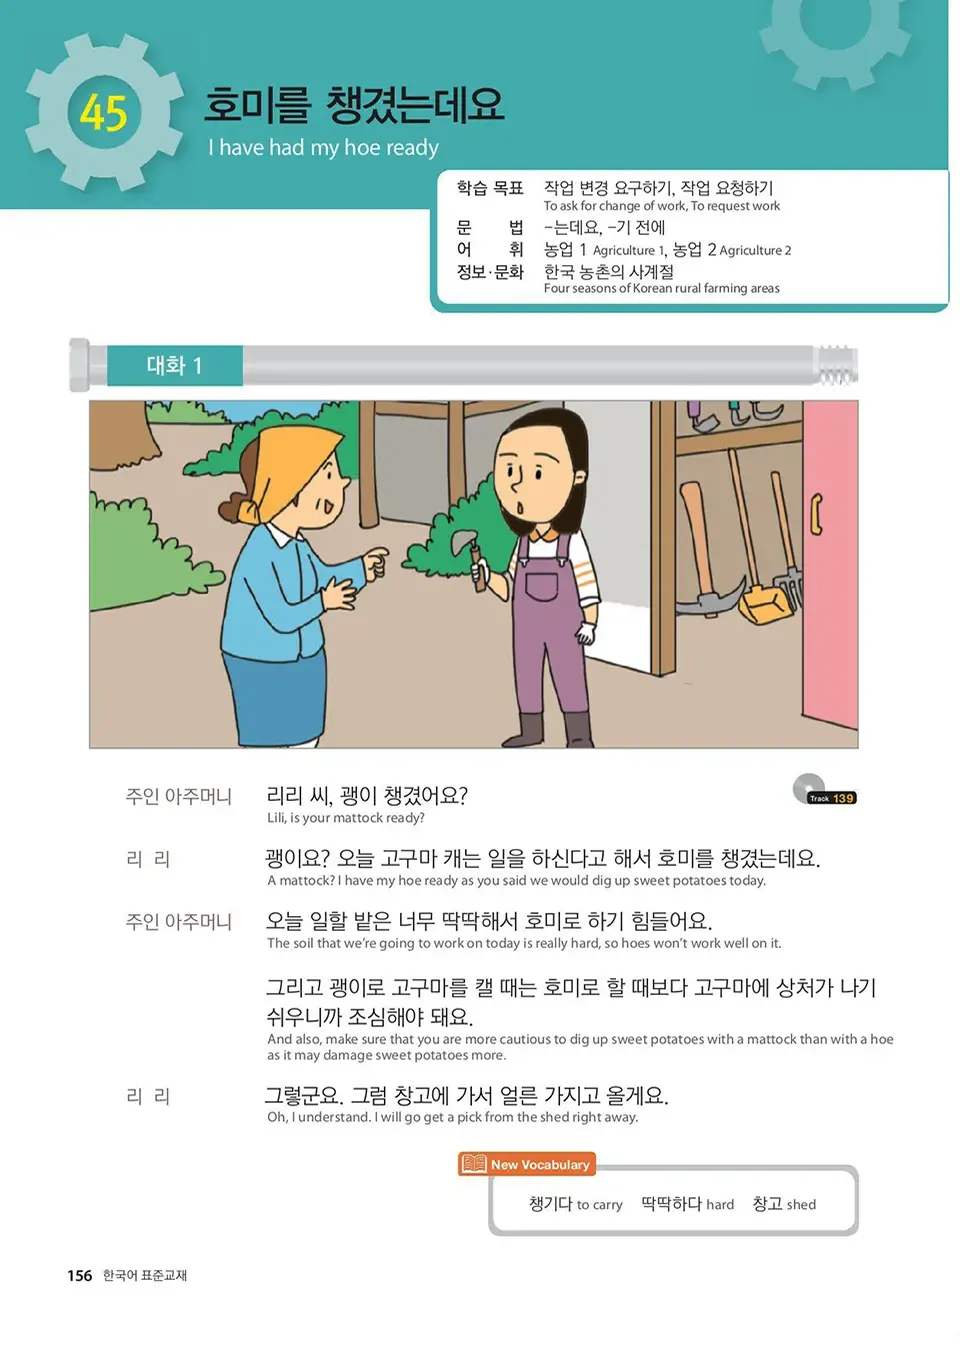 45
호미를 챙겼는데요
I have had my hoe ready
학습 목표 작업 변경 요구하기, 작업 요청하기
To ask for change of work, To request work
문 법 -는데요, -기 전에
어 휘 농업 1 Agriculture 1, 농업 2 Agriculture 2
정보·문화 한국 농촌의 사계절
Four seasons of Korean rural farming areas
대화 1
Track 139
주인 아주머니 리리 씨, 괭이 챙겼어요?
Lili, is your mattock ready?
리 리 괭이요? 오늘 고구마 캐는 일을 하신다고 해서 호미를 챙겼는데요.
A mattock? I have my hoe ready as you said we would dig up sweet potatoes today.
주인 아주머니 오늘 일할 밭은 너무 딱딱해서 호미로 하기 힘들어요.
The soil that we're going to work on today is really hard, so hoes won't work well on it.
그리고 괭이로 고구마를 캘 때는 호미로 할 때보다 고구마에 상처가 나기
쉬우니까 조심해야 돼요.
And also, make sure that you are more cautious to dig up sweet potatoes with a mattock than with a hoe
as it may damage sweet potatoes more.
리 리 그렇군요. 그럼 창고에 가서 얼른 가지고 올게요.
Oh, I understand. I will go get a pick from the shed right away.
New Vocabulary
챙기다 to carry 딱딱하다 hard 창고 shed
156 한국어 표준교재